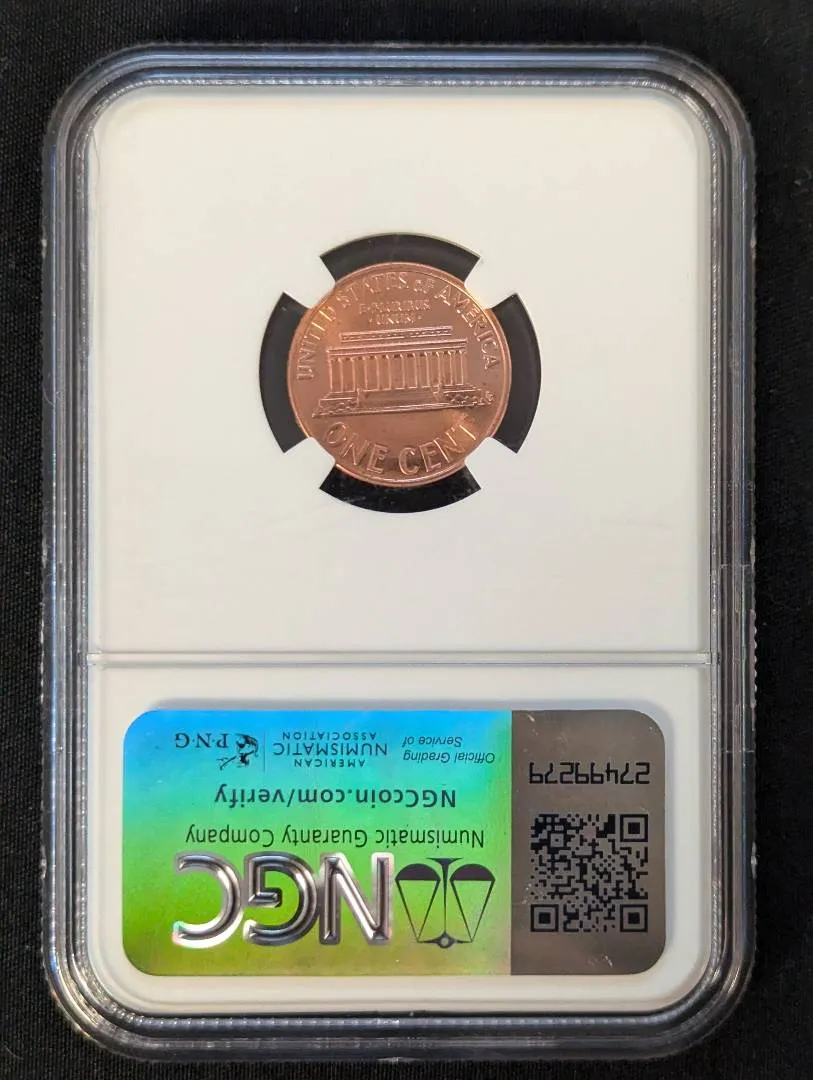 UNITED STATES of AMERICA
E·PLURIBUS
·UNUM·
ONE CENT
NGC
Numismatic Guaranty Company
NGCcoin.com/verify
Official Grading
Service of
AMERICAN
NUMISMATIC
ASSOCIATION
P·N·G
27499279